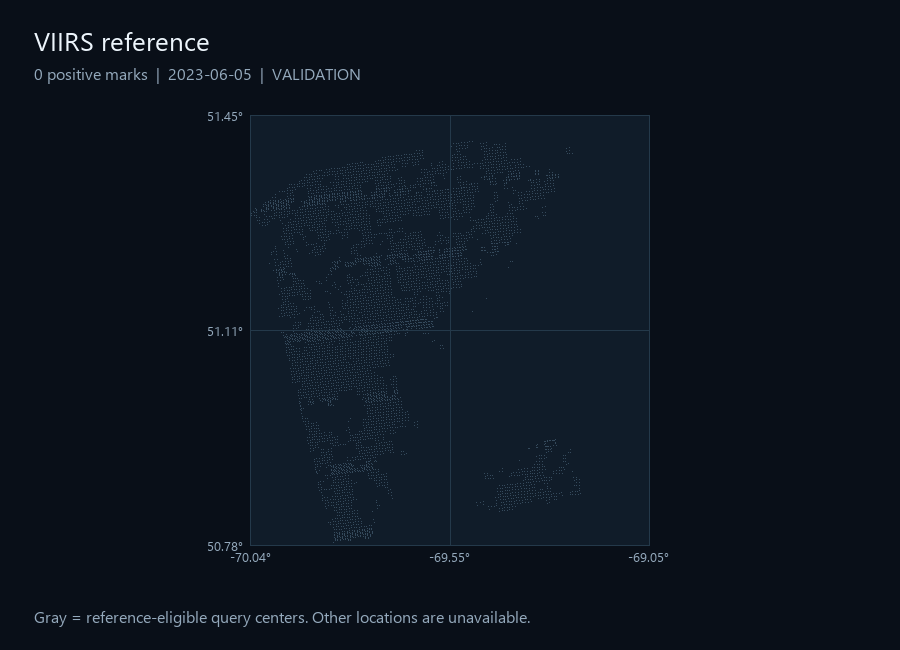 VIIRS reference
0 positive marks | 2023-06-05 | VALIDATION
51.45°
51.11°
50.78°
-70.04°
-69.55°
-69.05°
Gray = reference-eligible query centers. Other locations are unavailable.